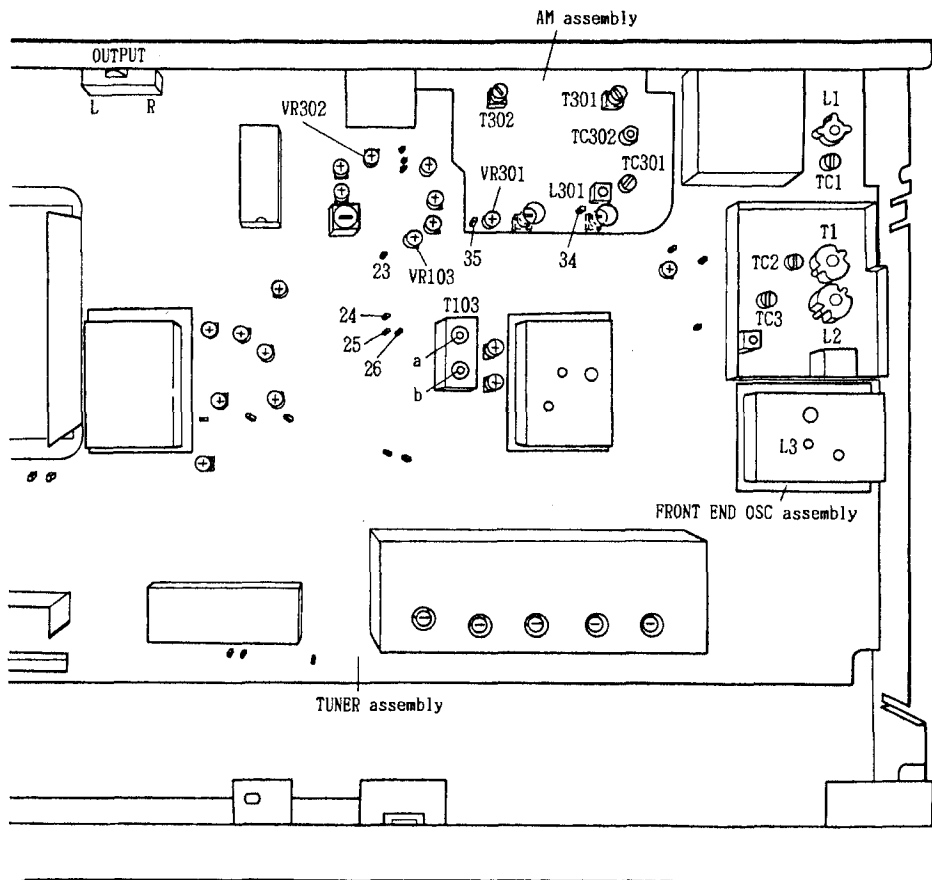 AM assembly
OUTPUT
L R
VR302
T302
T301
TC302
TC301
L301
VR301
L1
TC1
35
34
23
VR103
T1
TC2
TC3
L2
24
25
26
T103
a
b
L3
FRONT END OSC assembly
TUNER assembly